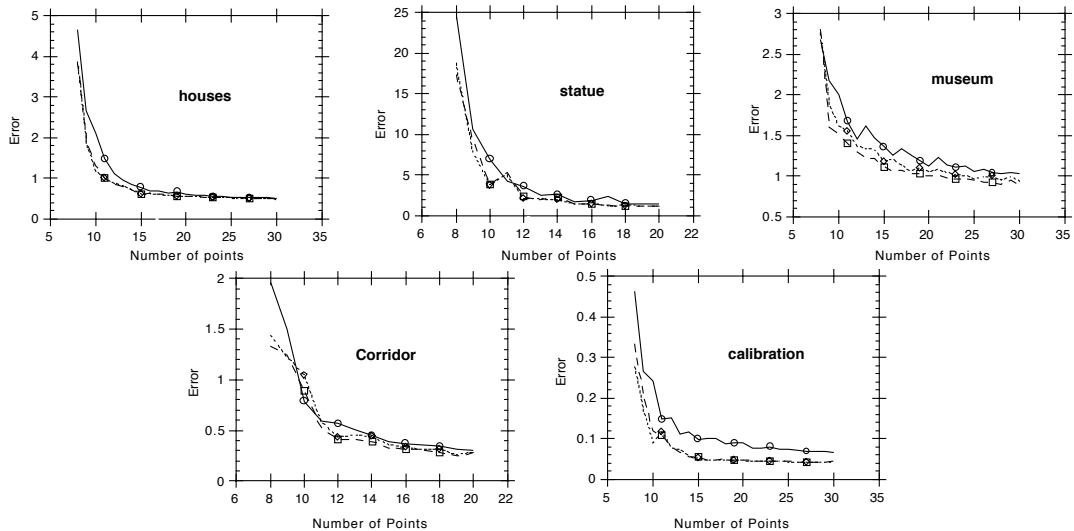 5
4
3
2
1
0
Error
houses
5 10 15 20 25 30 35
Number of points
25
20
15
10
5
0
Error
statue
6 8 10 12 14 16 18 20 22
Number of Points
3
2.5
2
1.5
1
0.5
Error
museum
5 10 15 20 25 30 35
Number of Points
2
1.5
1
0.5
0
Error
Corridor
6 8 10 12 14 16 18 20 22
Number of Points
0.5
0.4
0.3
0.2
0.1
0
Error
calibration
5 10 15 20 25 30 35
Number of Points